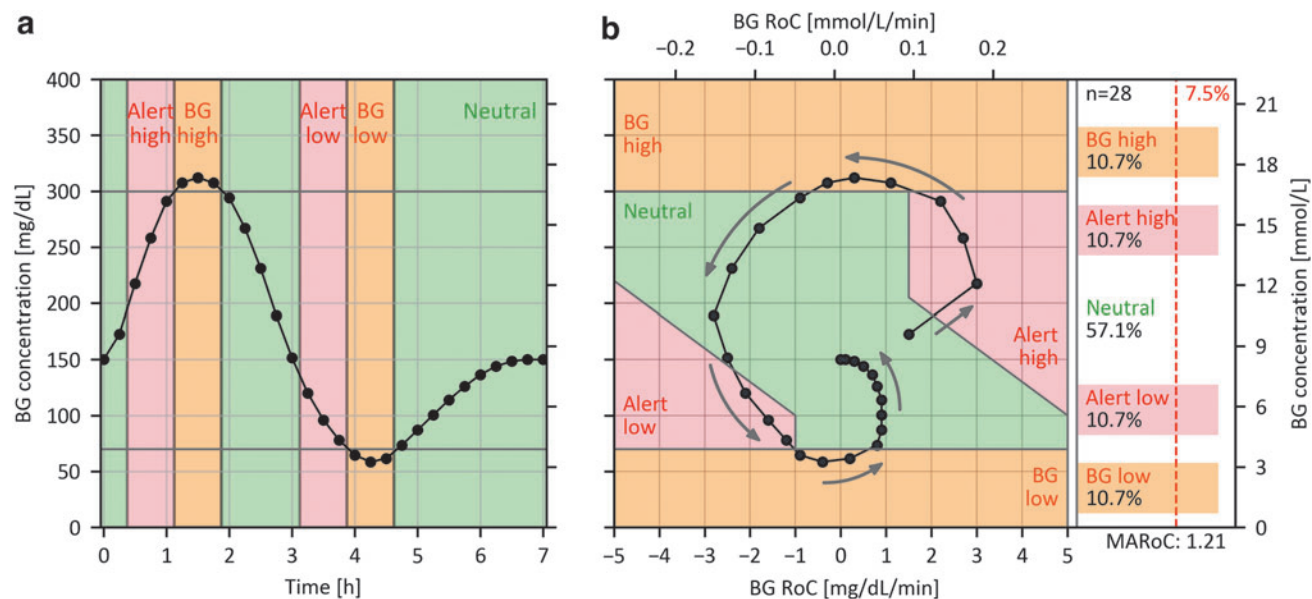 a
BG concentration [mg/dL]
400
350
300
250
200
150
100
50
0
Alert
high
BG
high
Alert
low
BG
low
Neutral
0 1 2 3 4 5 6 7
Time [h]
b
BG RoC [mmol/L/min]
−0.2 −0.1 0.0 0.1 0.2
BG
high
Neutral
Alert
high
Alert
low
BG
low
−5 −4 −3 −2 −1 0 1 2 3 4 5
BG RoC [mg/dL/min]
n=28 7.5%
BG high
10.7%
Alert high
10.7%
Neutral
57.1%
Alert low
10.7%
BG low
10.7%
MARoC: 1.21
21
18
15
12
9
6
3
0
BG concentration [mmol/L]